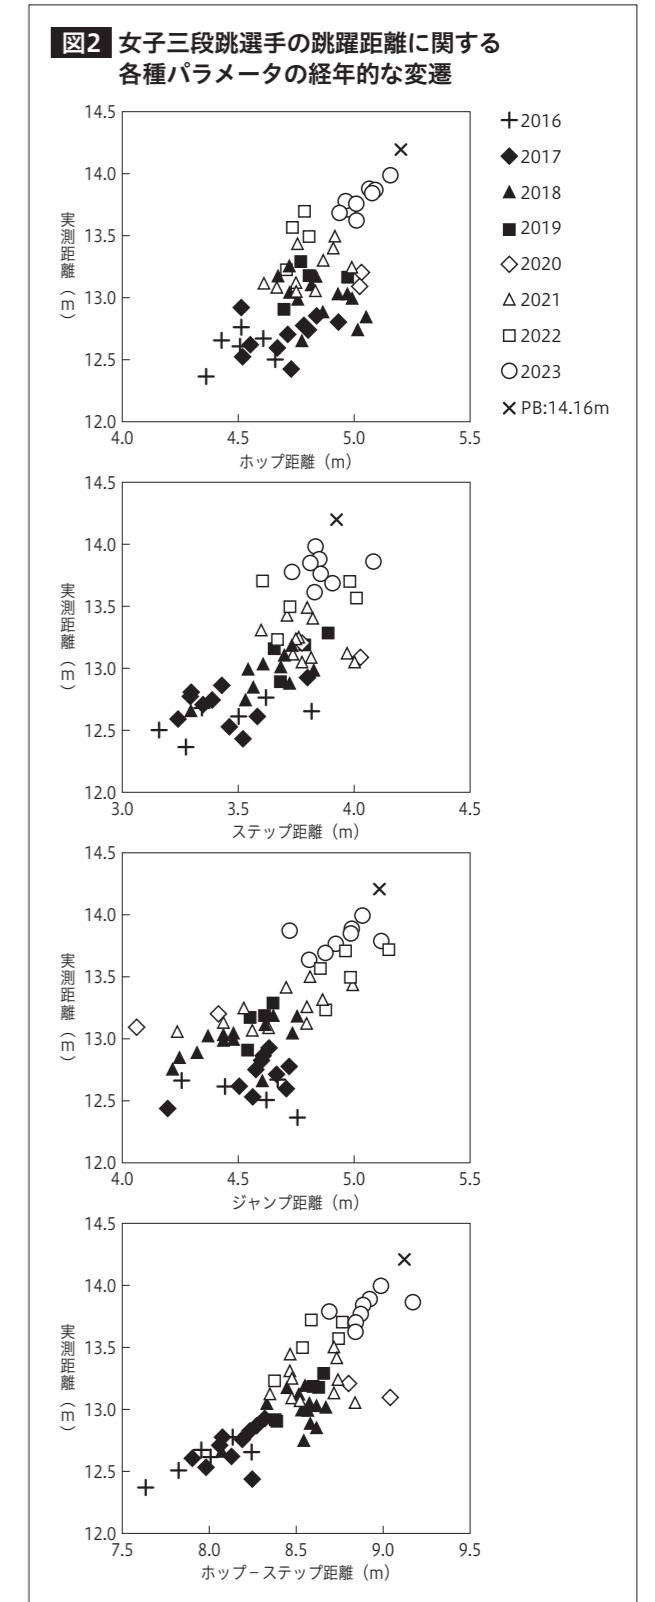 図2 女子三段跳選手の跳躍距離に関する
各種パラメータの経年的な変遷
14.5
14.0
13.5
13.0
12.5
12.0
実測距離（m）
4.0 4.5 5.0 5.5
ホップ距離（m）
2016
2017
2018
2019
2020
2021
2022
2023
PB:14.16m
14.5
14.0
13.5
13.0
12.5
12.0
実測距離（m）
3.0 3.5 4.0 4.5
ステップ距離（m）
14.5
14.0
13.5
13.0
12.5
12.0
実測距離（m）
4.0 4.5 5.0 5.5
ジャンプ距離（m）
14.5
14.0
13.5
13.0
12.5
12.0
実測距離（m）
7.5 8.0 8.5 9.0 9.5
ホップ－ステップ距離（m）